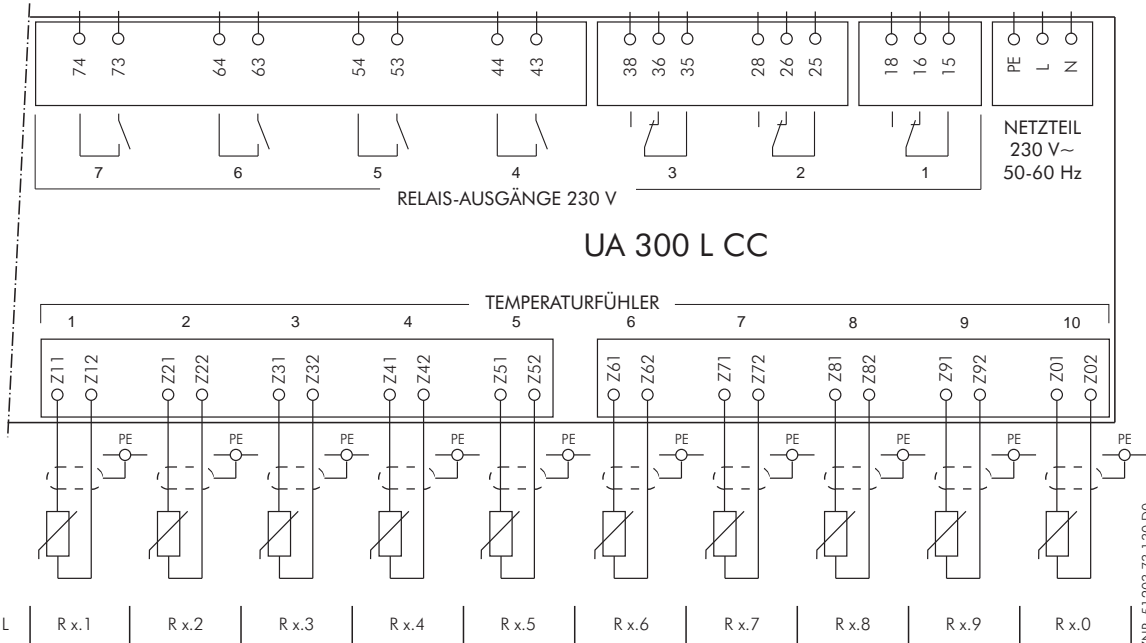 74 73 64 63 54 53 44 43 38 36 35 28 26 25 18 16 15 PE L N
NETZTEIL
230 V~
50-60 Hz
7 6 5 4 3 2 1
RELAIS-AUSGÄNGE 230 V
UA 300 L CC
TEMPERATURFÜHLER
1 2 3 4 5 6 7 8 9 10
Z11 Z12 Z21 Z22 Z31 Z32 Z41 Z42 Z51 Z52 Z61 Z62 Z71 Z72 Z81 Z82 Z91 Z92 Z01 Z02
PE PE PE PE PE PE PE PE PE PE
L R x.1 R x.2 R x.3 R x.4 R x.5 R x.6 R x.7 R x.8 R x.9 R x.0